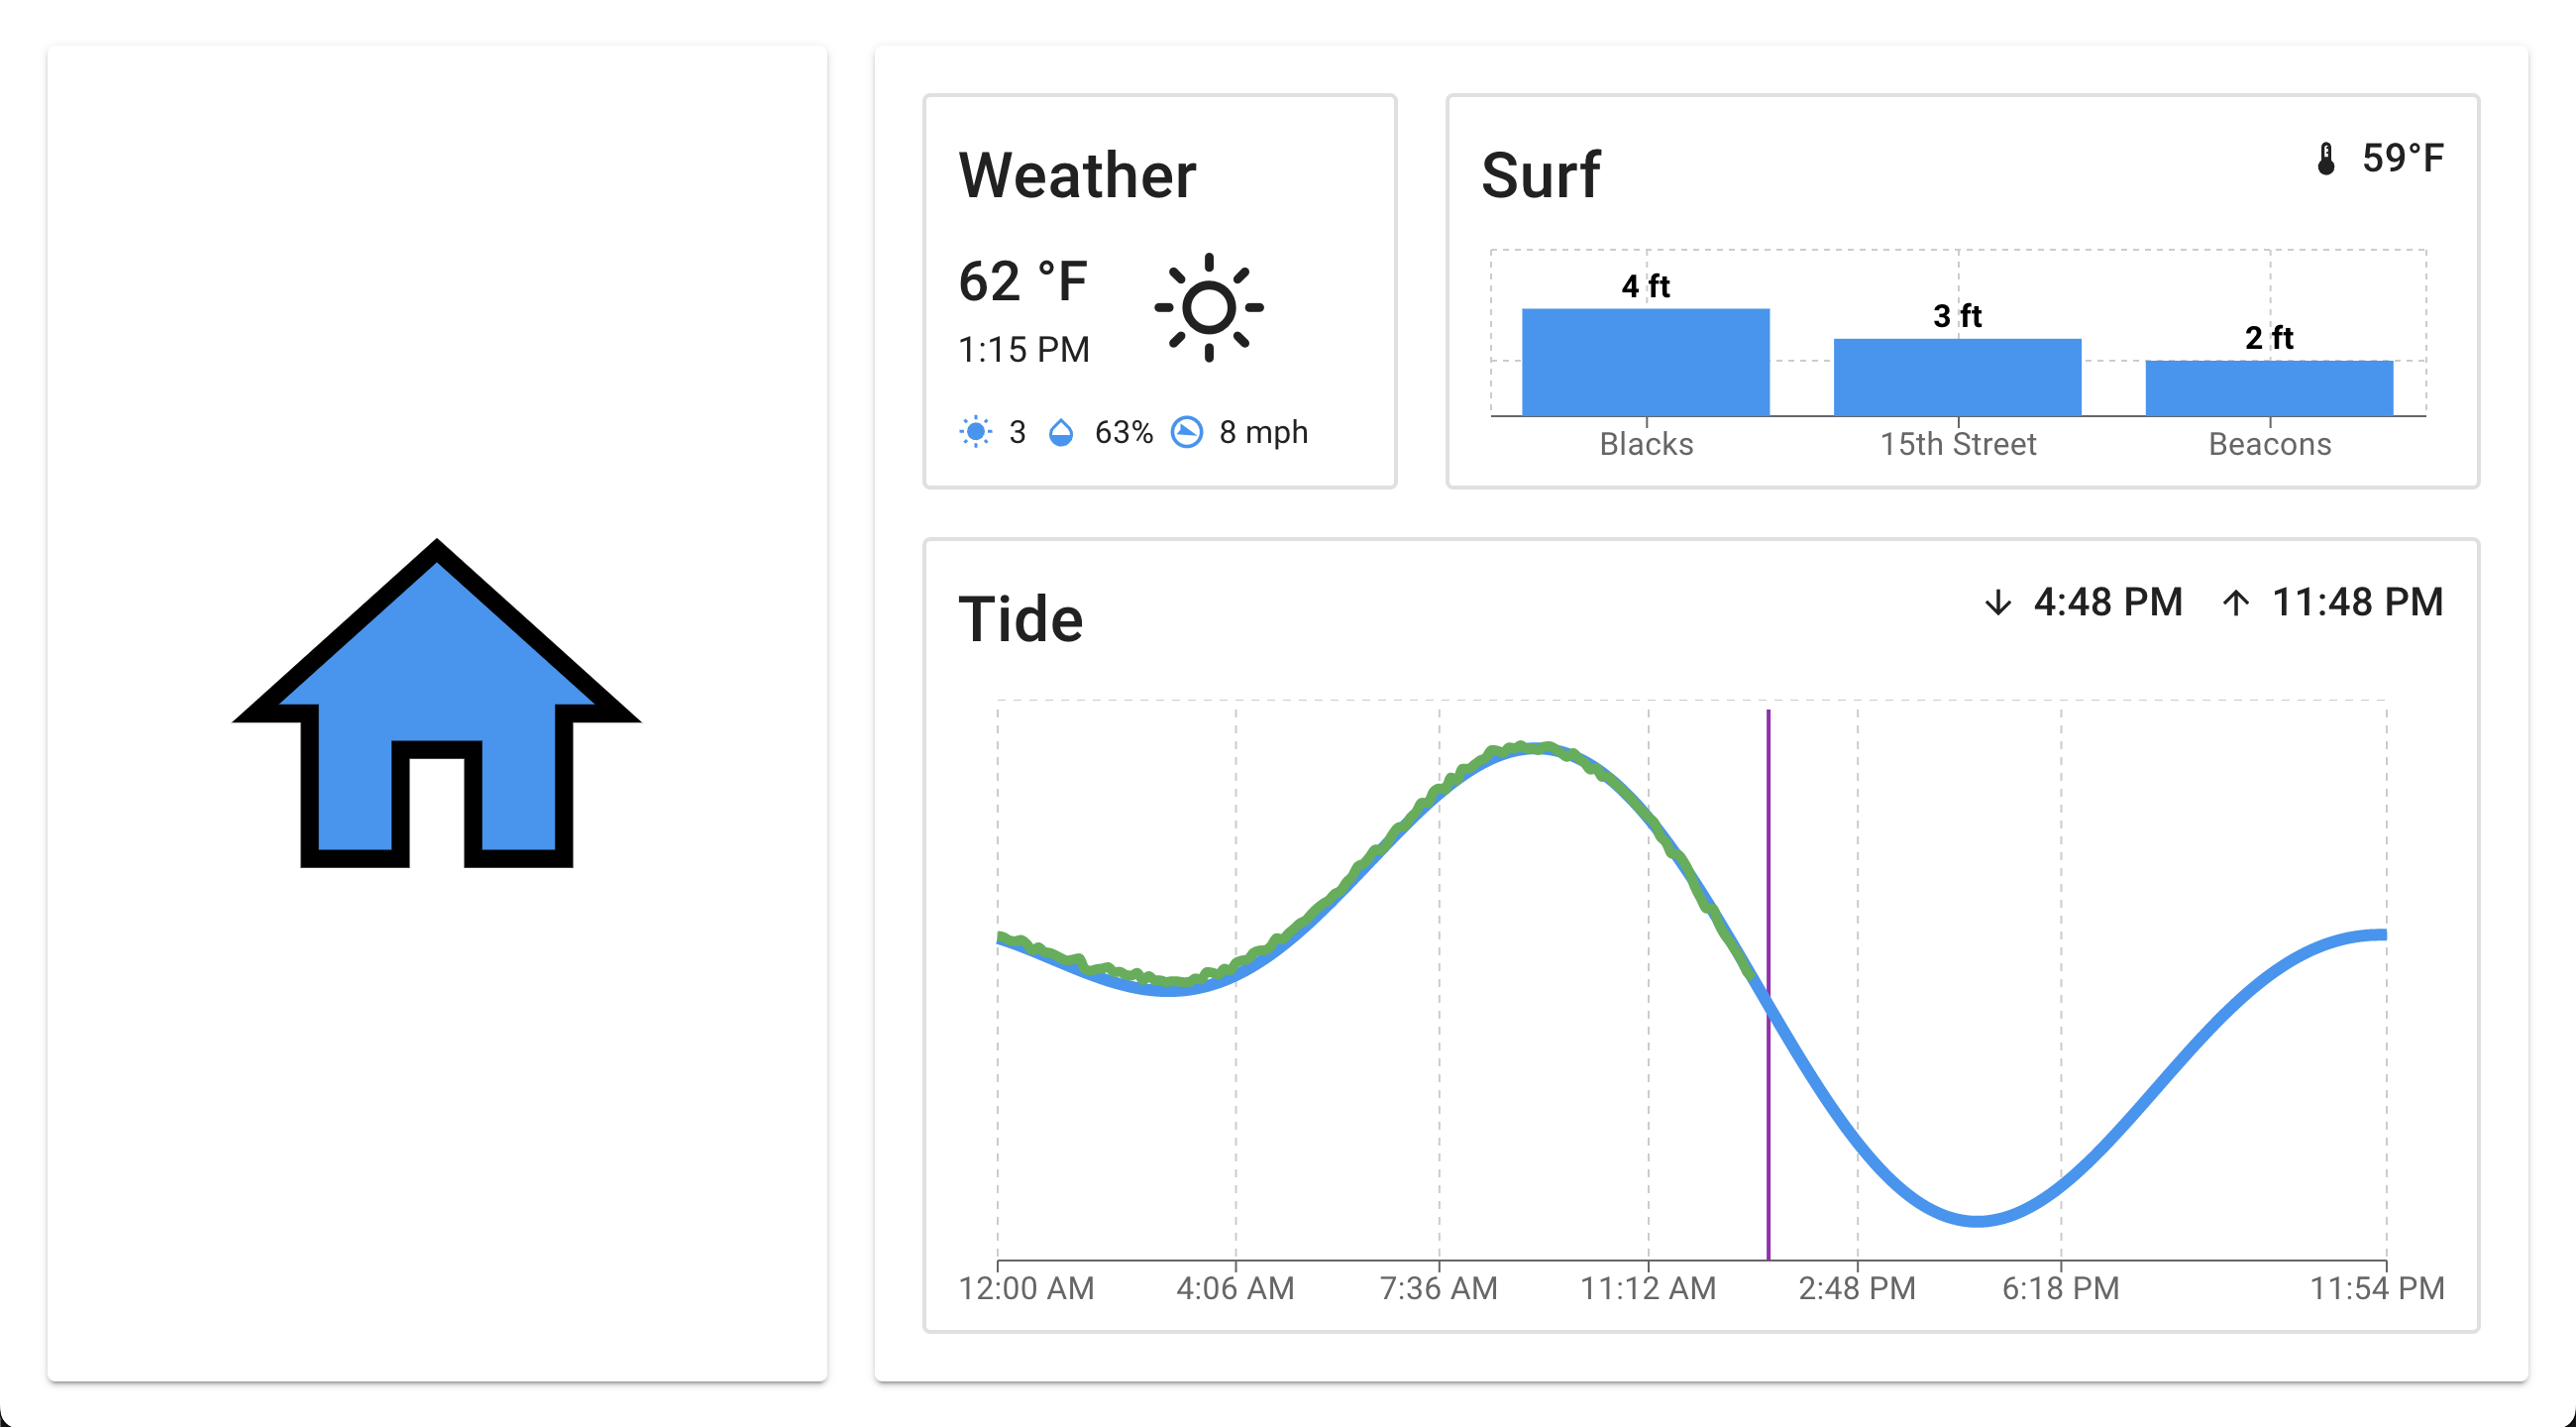 Weather
62 °F
1:15 PM
3 63% 8 mph
Surf
59°F
4 ft
3 ft
2 ft
Blacks 15th Street Beacons
Tide
↓ 4:48 PM ↑ 11:48 PM
12:00 AM 4:06 AM 7:36 AM 11:12 AM 2:48 PM 6:18 PM 11:54 PM